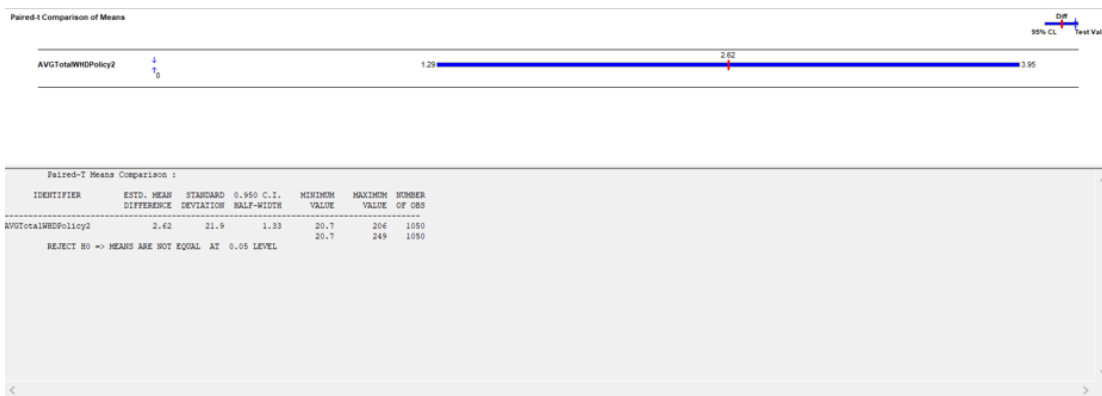 Paired-t Comparison of Means
Diff
95% CL Test Val
AVGTotalWHDPolicy2
0
1.29
2.62
3.95
Paired-T Means Comparison :
IDENTIFIER ESTD. MEAN STANDARD 0.950 C.I. MINIMUM MAXIMUM NUMBER
DIFFERENCE DEVIATION HALF-WIDTH VALUE VALUE OF OBS
AVGTotalWHDPolicy2 2.62 21.9 1.33 20.7 206 1050
20.7 249 1050
REJECT H0 => MEANS ARE NOT EQUAL AT 0.05 LEVEL